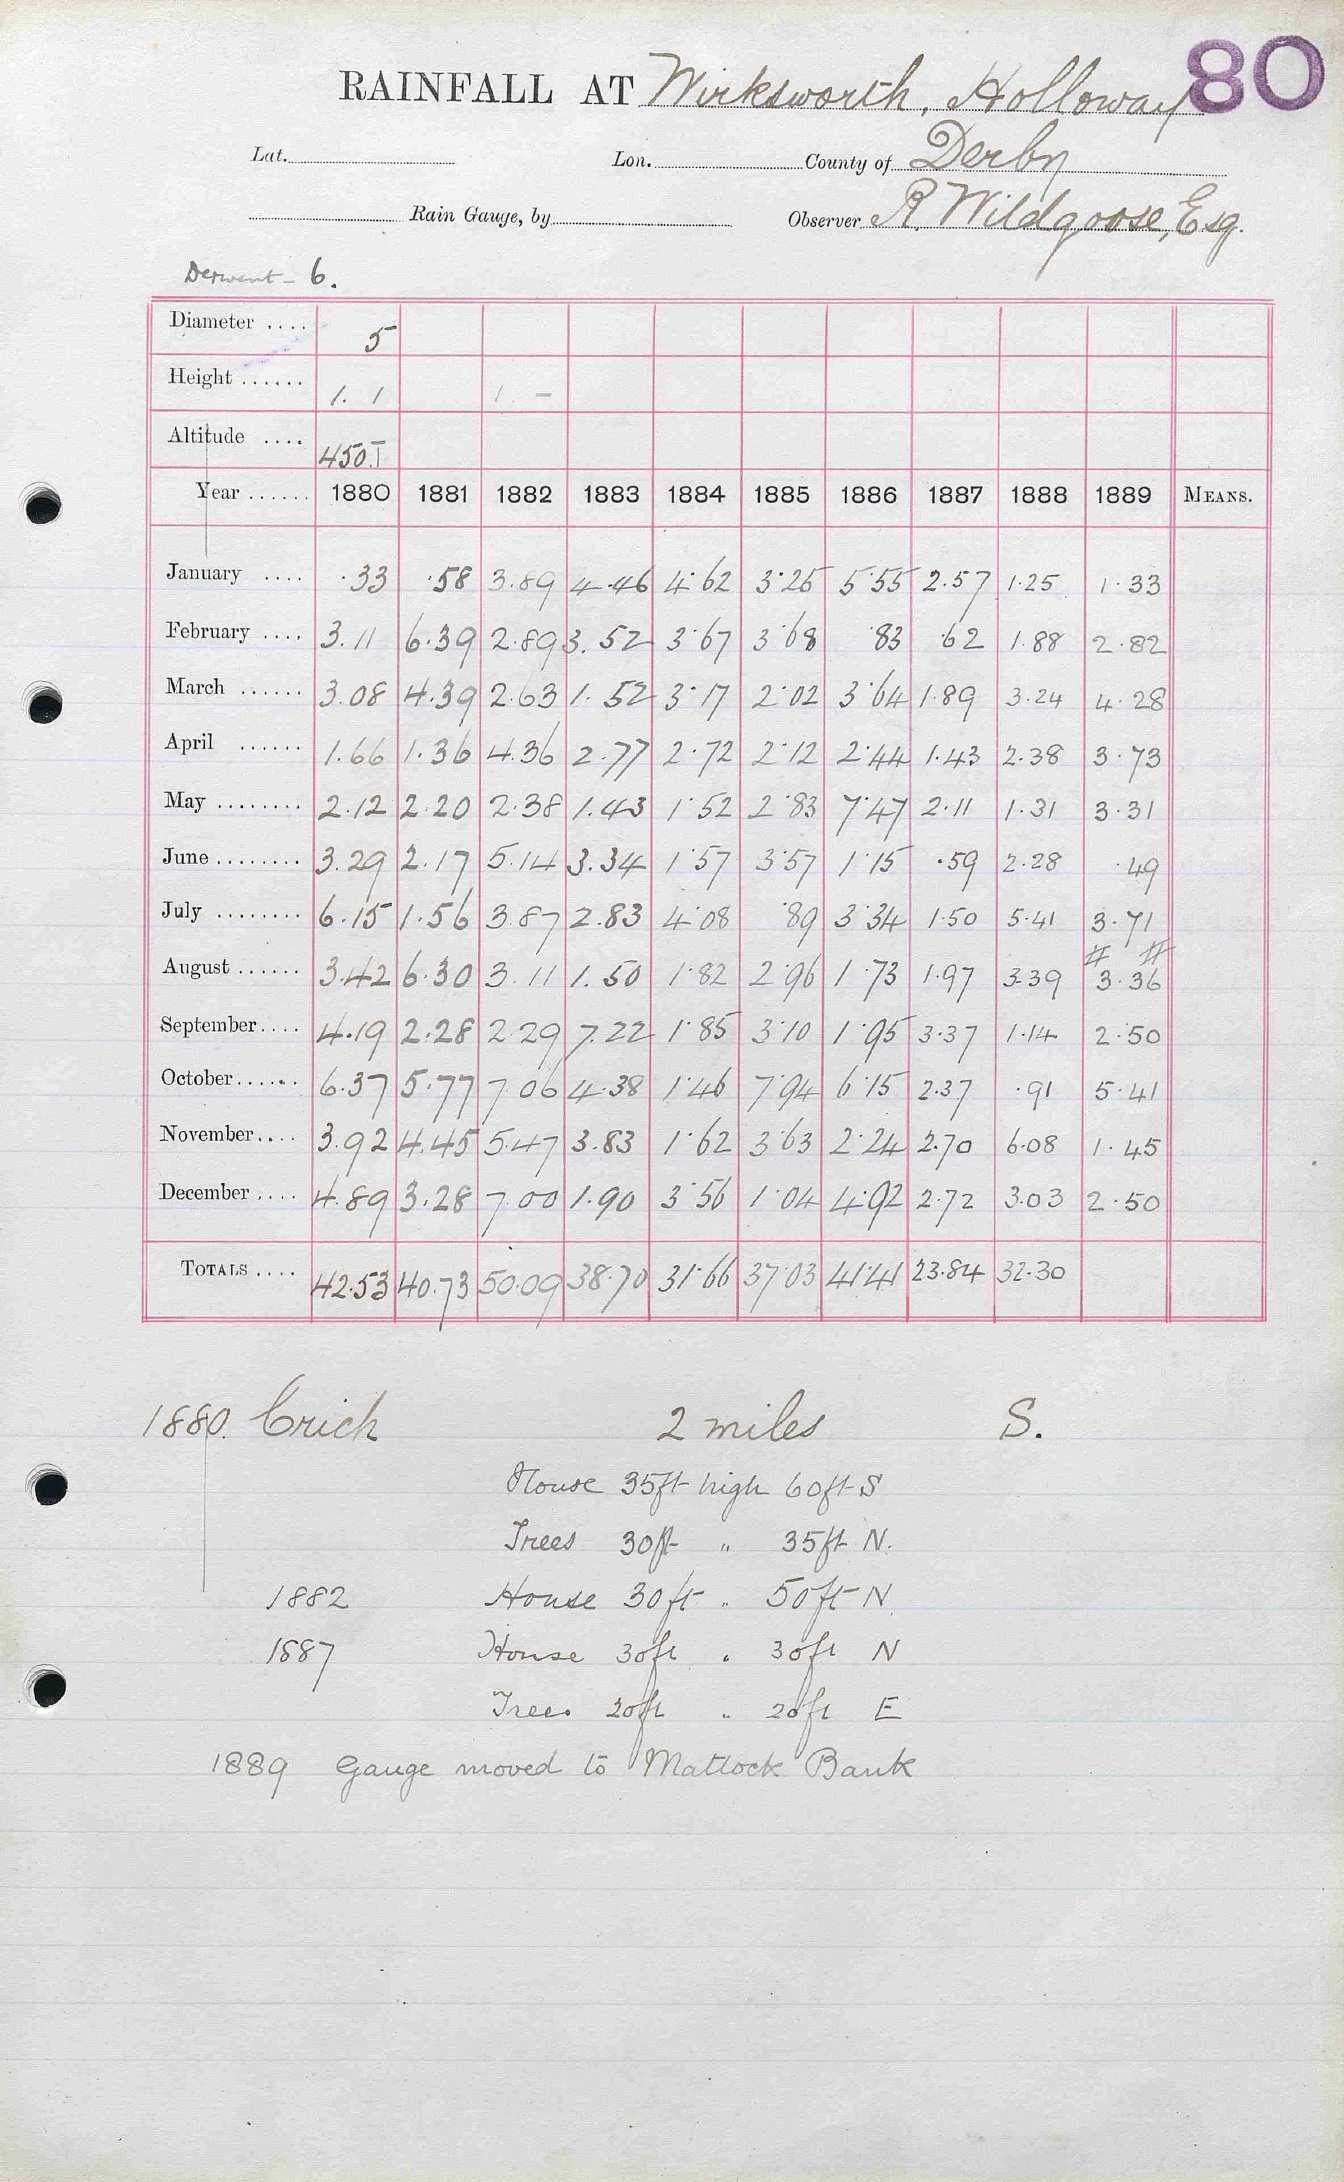 80
RAINFALL AT Wirksworth, Holloway
Lat. Lon. County of Derby
Rain Gauge, by Observer R. Wildgoose, Esq.
Derwent - 6.
Diameter .... 5
Height ...... 1. 1 1 -
Altitude .... 450.T
Year ...... 1880 1881 1882 1883 1884 1885 1886 1887 1888 1889 MEANS.
January .... .33 .58 3.89 4.46 4.62 3.25 5.55 2.57 1.25 1.33
February .... 3.11 6.39 2.89 3.52 3.67 3.68 .83 .62 1.88 2.82
March ...... 3.08 4.39 2.63 1.52 3.17 2.02 3.64 1.89 3.24 4.28
April ...... 1.66 1.36 4.36 2.77 2.72 2.12 2.44 1.43 2.38 3.73
May ........ 2.12 2.20 2.38 1.43 1.52 2.83 7.47 2.11 1.31 3.31
June ........ 3.29 2.17 5.14 3.34 1.57 3.57 1.15 .59 2.28 .49
July ........ 6.15 1.56 3.87 2.83 4.08 .89 3.34 1.50 5.41 3.71
# #
August ...... 3.42 6.30 3.11 1.50 1.82 2.96 1.73 1.97 3.39 3.36
September .... 4.19 2.28 2.29 7.22 1.85 3.10 1.95 3.37 1.14 2.50
October ...... 6.37 5.77 7.06 4.38 1.46 7.94 6.15 2.37 .91 5.41
November .... 3.92 4.45 5.47 3.83 1.62 3.63 2.24 2.70 6.08 1.45
December .... 4.89 3.28 7.00 1.90 3.56 1.04 4.92 2.72 3.03 2.50
TOTALS .... 42.53 40.73 50.09 38.70 31.66 37.03 41.41 23.84 32.30
1880. Crich 2 miles S.
House 35ft high 60ft S
Trees 30ft " 35ft N.
1882 House 30ft " 50ft N.
1887 House 30ft " 30ft N
Trees 20ft " 20ft E
1889 Gauge moved to Matlock Bank